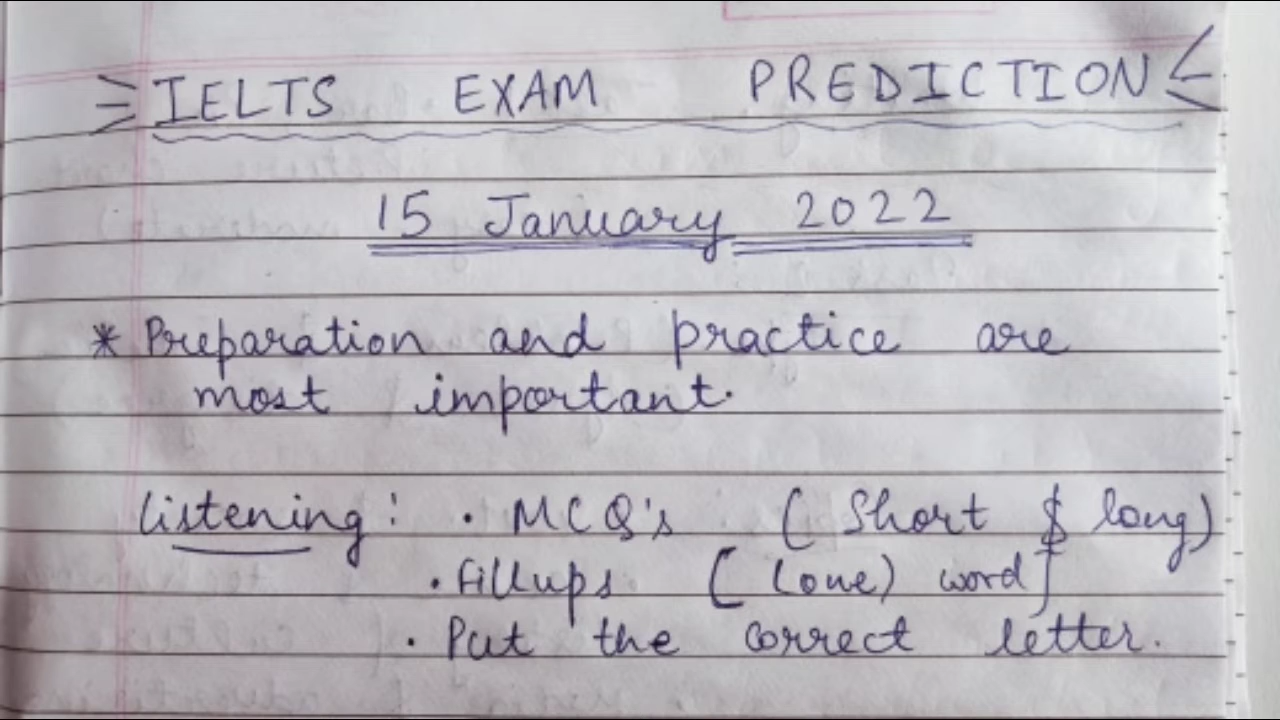 IELTS EXAM PREDICTION
15 January 2022
* Preparation and practice are
most important.
Listening: • MCQ's (Short & long)
• Fillups [(one) word]
• Put the correct letter.